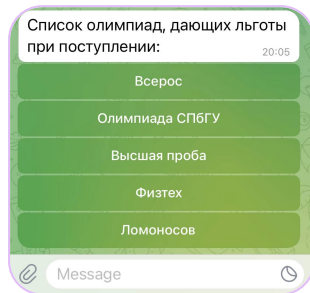 Список олимпиад, дающих льготы
при поступлении:
20:05
Всерос
Олимпиада СПбГУ
Высшая проба
Физтех
Ломоносов
Message